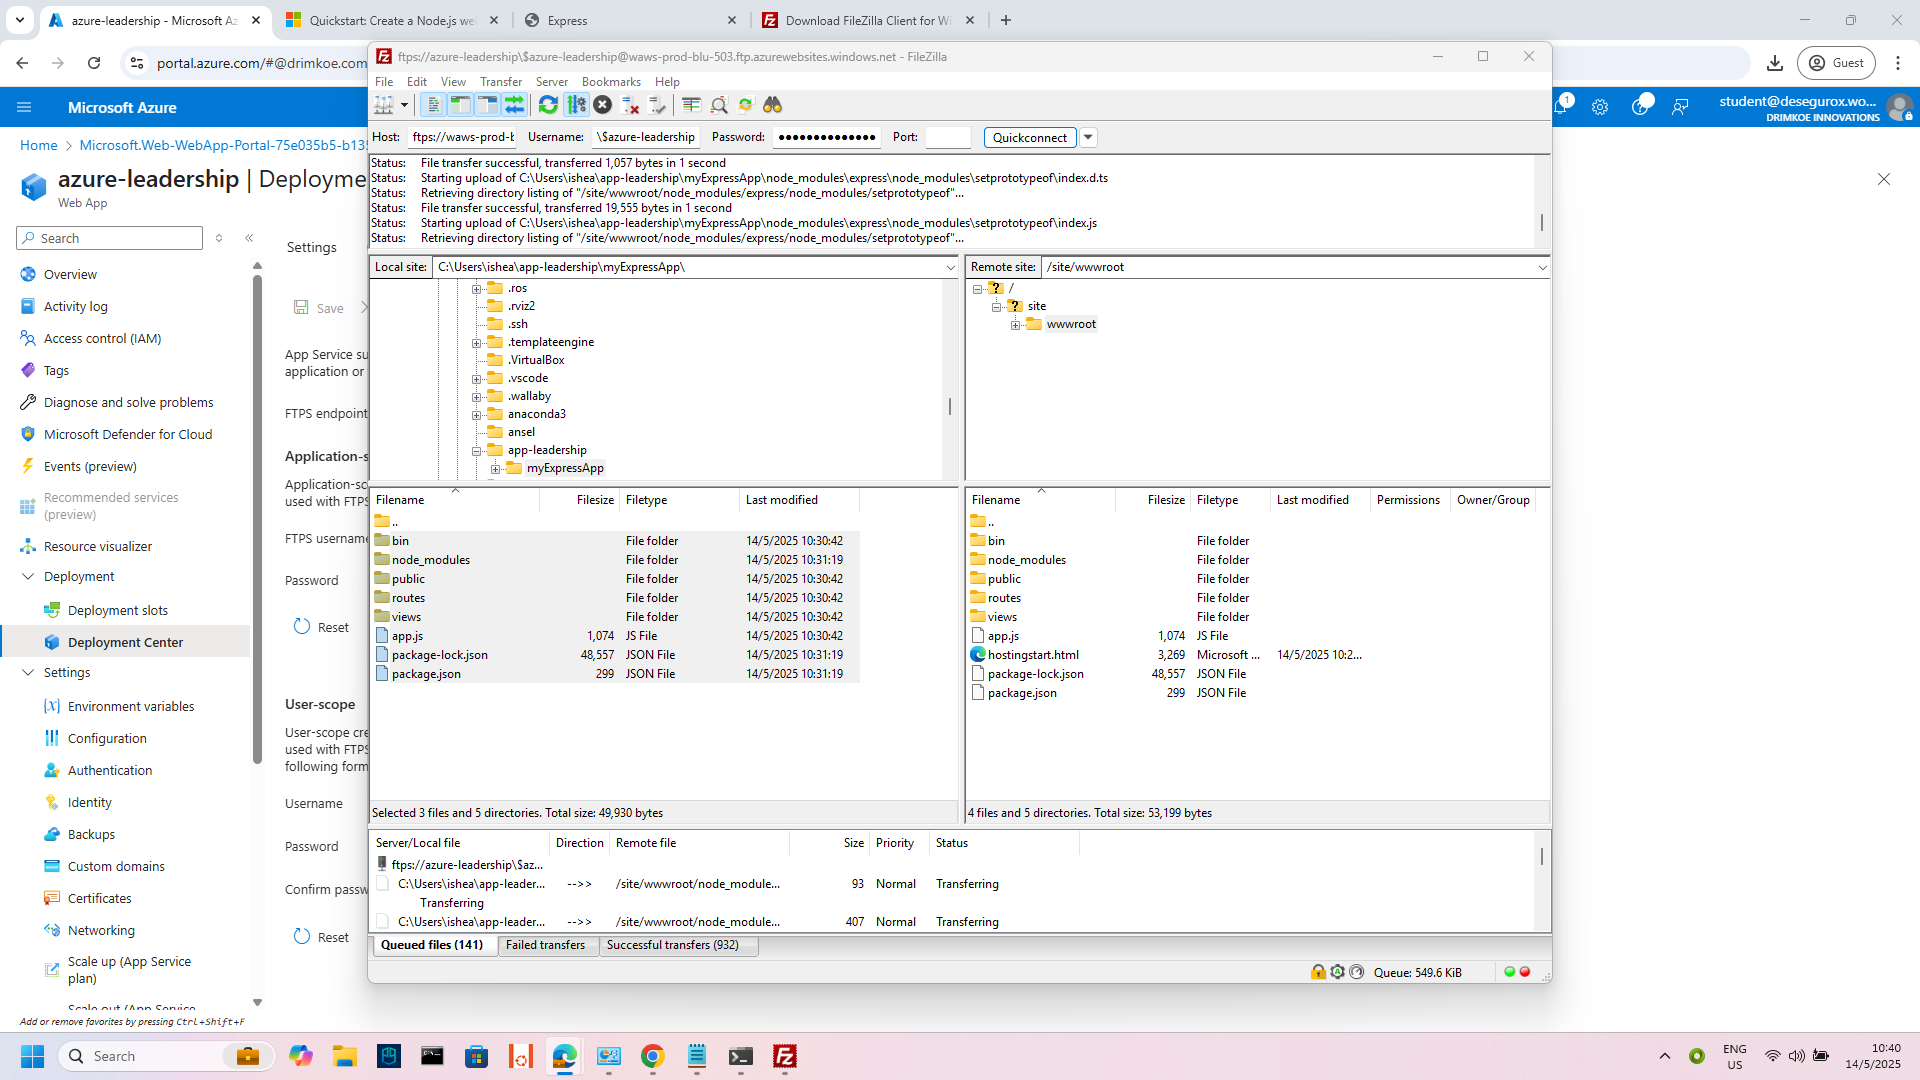 azure-leadership - Microsoft Az
Quickstart: Create a Node.js we
Express
Download FileZilla Client for Wi
portal.azure.com/#@drimkoe.com
Guest
Microsoft Azure
1
student@desegurox.wo...
DRIMKOE INNOVATIONS
Home > Microsoft.Web-WebApp-Portal-75e035b5-b135
azure-leadership | Deployme
Web App
Search
Overview
Activity log
Access control (IAM)
Tags
Diagnose and solve problems
Microsoft Defender for Cloud
Events (preview)
Recommended services (preview)
Resource visualizer
Deployment
Deployment slots
Deployment Center
Settings
Environment variables
Configuration
Authentication
Identity
Backups
Custom domains
Certificates
Networking
Scale up (App Service plan)
Scale out (App Service
Add or remove favorites by pressing Ctrl+Shift+F
Settings
Save
App Service su
application or
FTPS endpoint
Application-s
Application-sc
used with FTPS
FTPS username
Password
Reset
User-scope
User-scope cre
used with FTPS
following form
Username
Password
Confirm passw
Reset
ftps://azure-leadership\$azure-leadership@waws-prod-blu-503.ftp.azurewebsites.windows.net - FileZilla
File Edit View Transfer Server Bookmarks Help
Host: ftps://waws-prod-b Username: \$azure-leadership Password: ●●●●●●●●●●●●●● Port: Quickconnect
Status: File transfer successful, transferred 1,057 bytes in 1 second
Status: Starting upload of C:\Users\ishea\app-leadership\myExpressApp\node_modules\express\node_modules\setprototypeof\index.d.ts
Status: Retrieving directory listing of "/site/wwwroot/node_modules/express/node_modules/setprototypeof"...
Status: File transfer successful, transferred 19,555 bytes in 1 second
Status: Starting upload of C:\Users\ishea\app-leadership\myExpressApp\node_modules\express\node_modules\setprototypeof\index.js
Status: Retrieving directory listing of "/site/wwwroot/node_modules/express/node_modules/setprototypeof"...
Local site: C:\Users\ishea\app-leadership\myExpressApp\
.ros
.rviz2
.ssh
.templateengine
.VirtualBox
.vscode
.wallaby
anaconda3
ansel
app-leadership
myExpressApp
Remote site: /site/wwwroot
/
site
wwwroot
Filename Filesize Filetype Last modified
..
bin File folder 14/5/2025 10:30:42
node_modules File folder 14/5/2025 10:31:19
public File folder 14/5/2025 10:30:42
routes File folder 14/5/2025 10:30:42
views File folder 14/5/2025 10:30:42
app.js 1,074 JS File 14/5/2025 10:30:42
package-lock.json 48,557 JSON File 14/5/2025 10:31:19
package.json 299 JSON File 14/5/2025 10:31:19
Selected 3 files and 5 directories. Total size: 49,930 bytes
Filename Filesize Filetype Last modified Permissions Owner/Group
..
bin File folder
node_modules File folder
public File folder
routes File folder
views File folder
app.js 1,074 JS File
hostingstart.html 3,269 Microsoft ... 14/5/2025 10:2...
package-lock.json 48,557 JSON File
package.json 299 JSON File
4 files and 5 directories. Total size: 53,199 bytes
Server/Local file Direction Remote file Size Priority Status
ftps://azure-leadership\$az...
C:\Users\ishea\app-leader... -->> /site/wwwroot/node_module... 93 Normal Transferring
Transferring
C:\Users\ishea\app-leader... -->> /site/wwwroot/node_module... 407 Normal Transferring
Queued files (141) Failed transfers Successful transfers (932)
Queue: 549.6 KiB
Search
ENG
US
10:40
14/5/2025